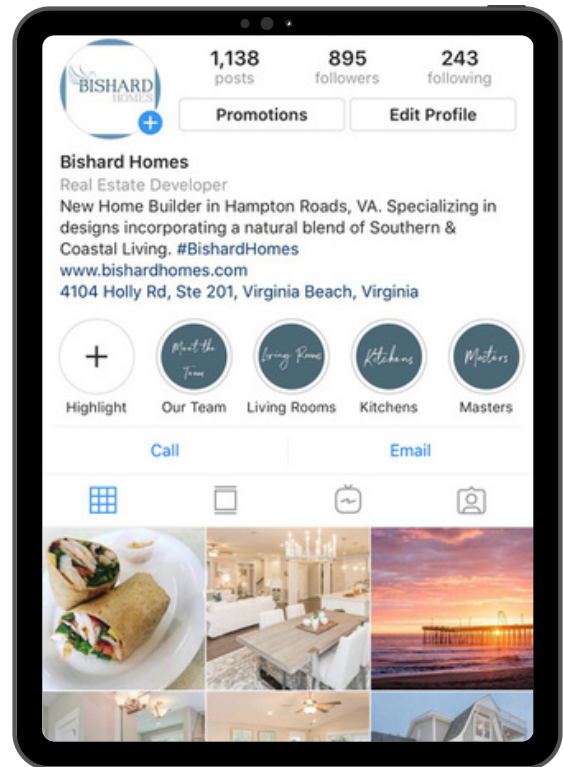 BISHARD
HOMES
1,138 895 243
posts followers following
Promotions Edit Profile
Bishard Homes
Real Estate Developer
New Home Builder in Hampton Roads, VA. Specializing in
designs incorporating a natural blend of Southern &
Coastal Living. #BishardHomes
www.bishardhomes.com
4104 Holly Rd, Ste 201, Virginia Beach, Virginia
Meet the
Team
Living Rooms
Kitchens
Masters
Highlight Our Team Living Rooms Kitchens Masters
Call Email